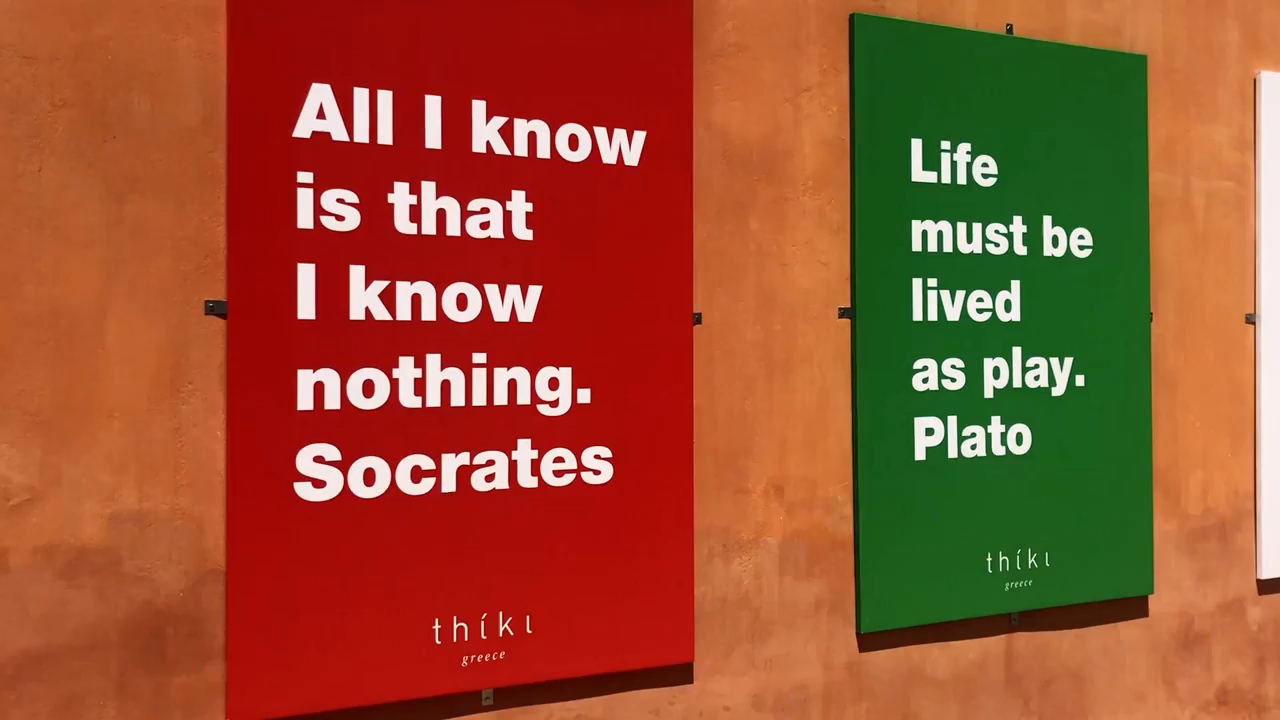 All I know
is that
I know
nothing.
Socrates
thíkι
greece
Life
must be
lived
as play.
Plato
thíkι
greece